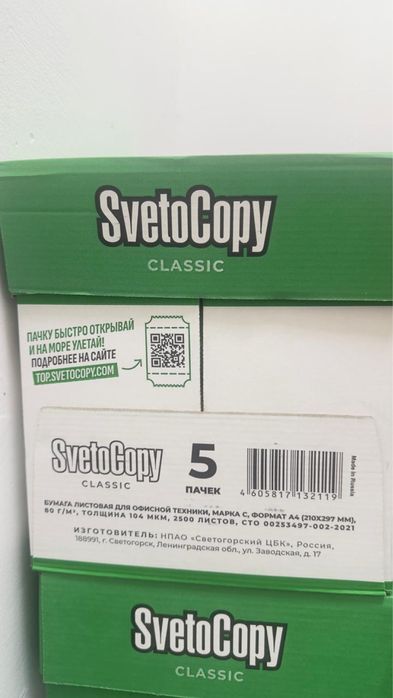 SvetoCopy
CLASSIC
ПАЧКУ БЫСТРО ОТКРЫВАЙ
И НА МОРЕ УЛЕТАЙ!
ПОДРОБНЕЕ НА САЙТЕ
TOP.SVETOCOPY.COM
SvetoCopy
CLASSIC
5
ПАЧЕК
4 605817 132119
Made in Russia
БУМАГА ЛИСТОВАЯ ДЛЯ ОФИСНОЙ ТЕХНИКИ, МАРКА С, ФОРМАТ А4 (210Х297 ММ),
80 Г/М², ТОЛЩИНА 104 МКМ, 2500 ЛИСТОВ, СТО 00253497-002-2021
ИЗГОТОВИТЕЛЬ: НПАО «Светогорский ЦБК», Россия,
188991, г. Светогорск, Ленинградская обл., ул. Заводская, д. 17
SvetoCopy
CLASSIC